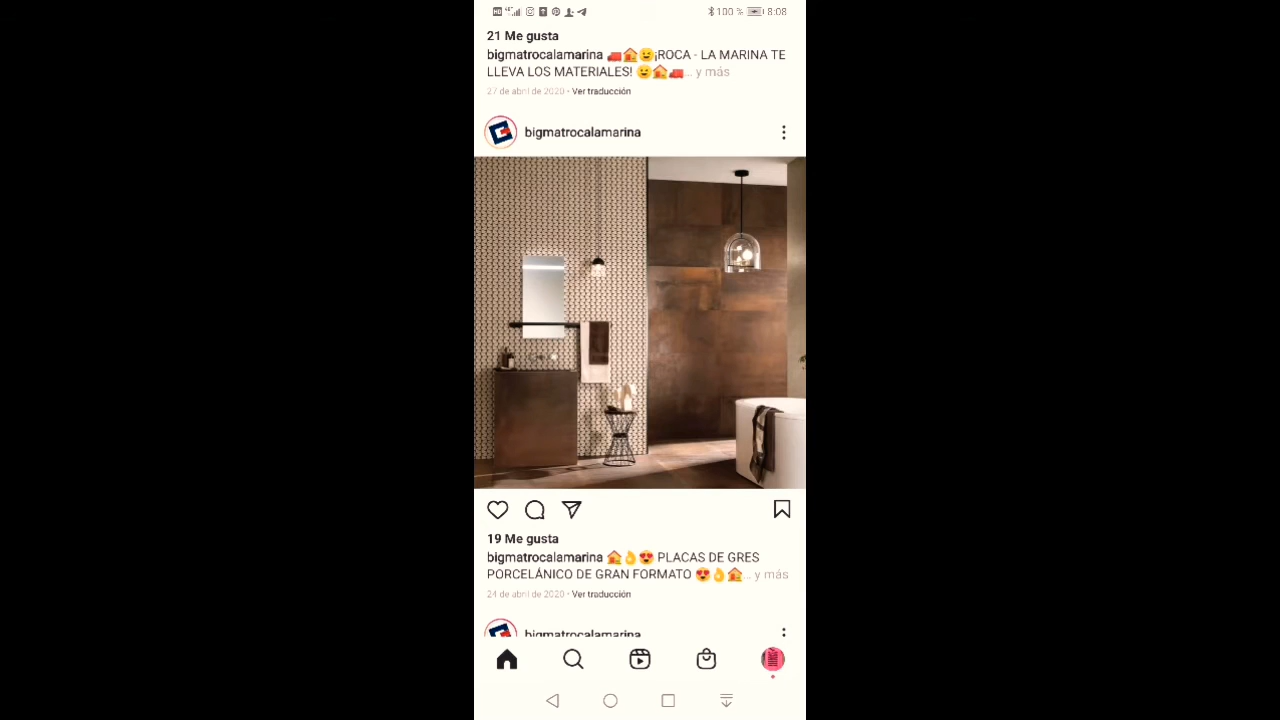 100 % 8:08
21 Me gusta
bigmatrocalamarina 🚚🏠😉¡ROCA - LA MARINA TE
LLEVA LOS MATERIALES! 😉🏠🚚... y más
27 de abril de 2020 • Ver traducción
bigmatrocalamarina
19 Me gusta
bigmatrocalamarina 🏠👌😍 PLACAS DE GRES
PORCELÁNICO DE GRAN FORMATO 😍👌🏠... y más
24 de abril de 2020 • Ver traducción
bigmatrocalamarina